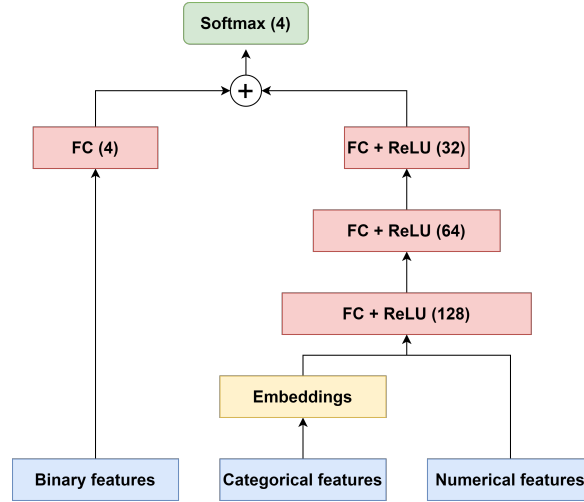 Softmax (4)
+
FC (4)
FC + ReLU (32)
FC + ReLU (64)
FC + ReLU (128)
Embeddings
Binary features
Categorical features
Numerical features